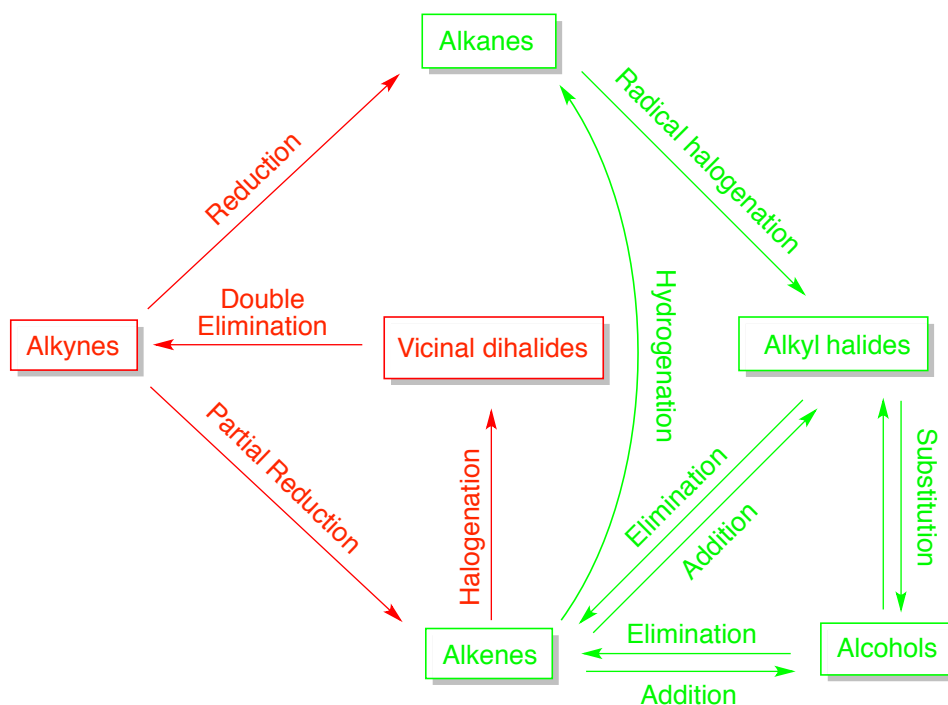 Alkanes
Radical halogenation
Reduction
Hydrogenation
Double
Elimination
Alkynes
Vicinal dihalides
Alkyl halides
Partial Reduction
Halogenation
Elimination
Addition
Substitution
Alkenes
Elimination
Addition
Alcohols